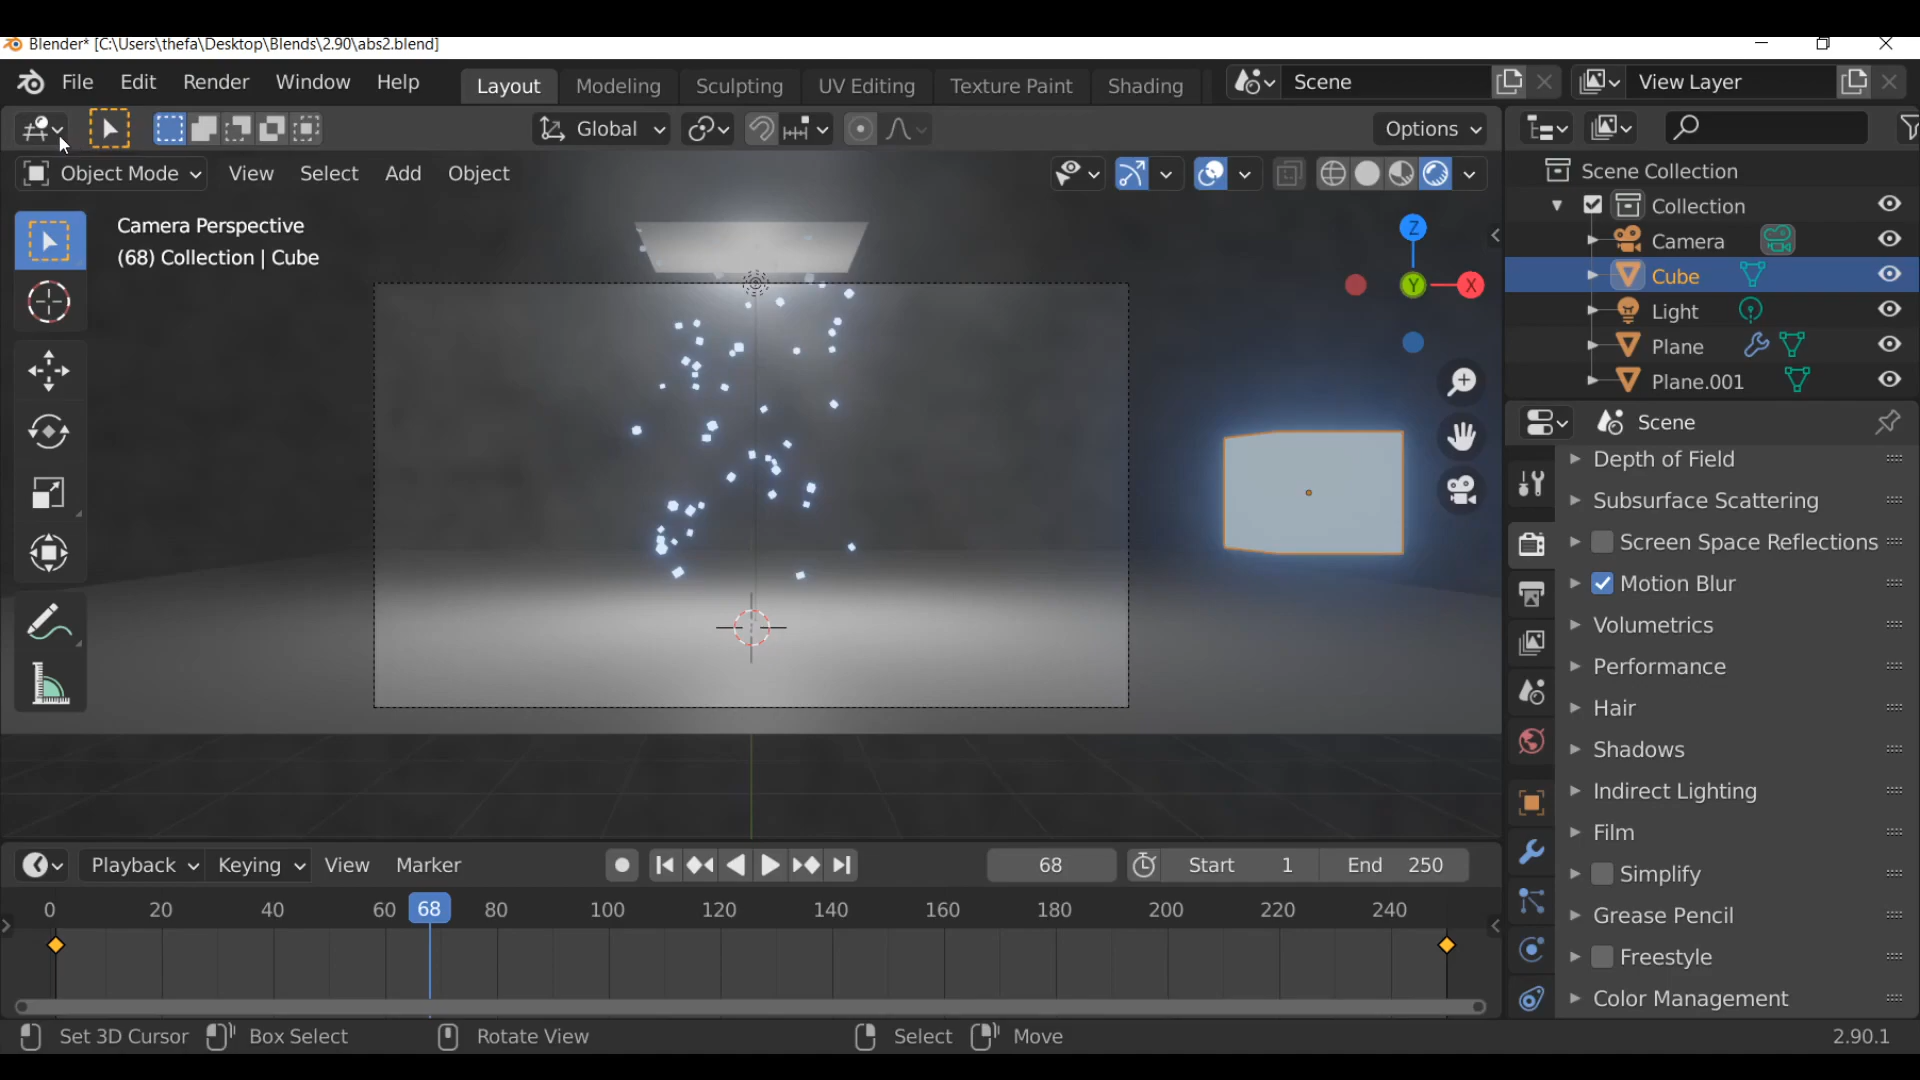 Blender* [C:\Users\thefa\Desktop\Blends\2.90\abs2.blend]
File Edit Render Window Help Layout Modeling Sculpting UV Editing Texture Paint Shading Scene View Layer
Global Options
Object Mode View Select Add Object
Camera Perspective
(68) Collection | Cube
Z
Y
X
Scene Collection
Collection
Camera
Cube
Light
Plane
Plane.001
Scene
Depth of Field
Subsurface Scattering
Screen Space Reflections
Motion Blur
Volumetrics
Performance
Hair
Shadows
Indirect Lighting
Film
Simplify
Grease Pencil
Freestyle
Color Management
Playback Keying View Marker 68 Start 1 End 250
0 20 40 60 68 80 100 120 140 160 180 200 220 240
Set 3D Cursor Box Select Rotate View Select Move 2.90.1